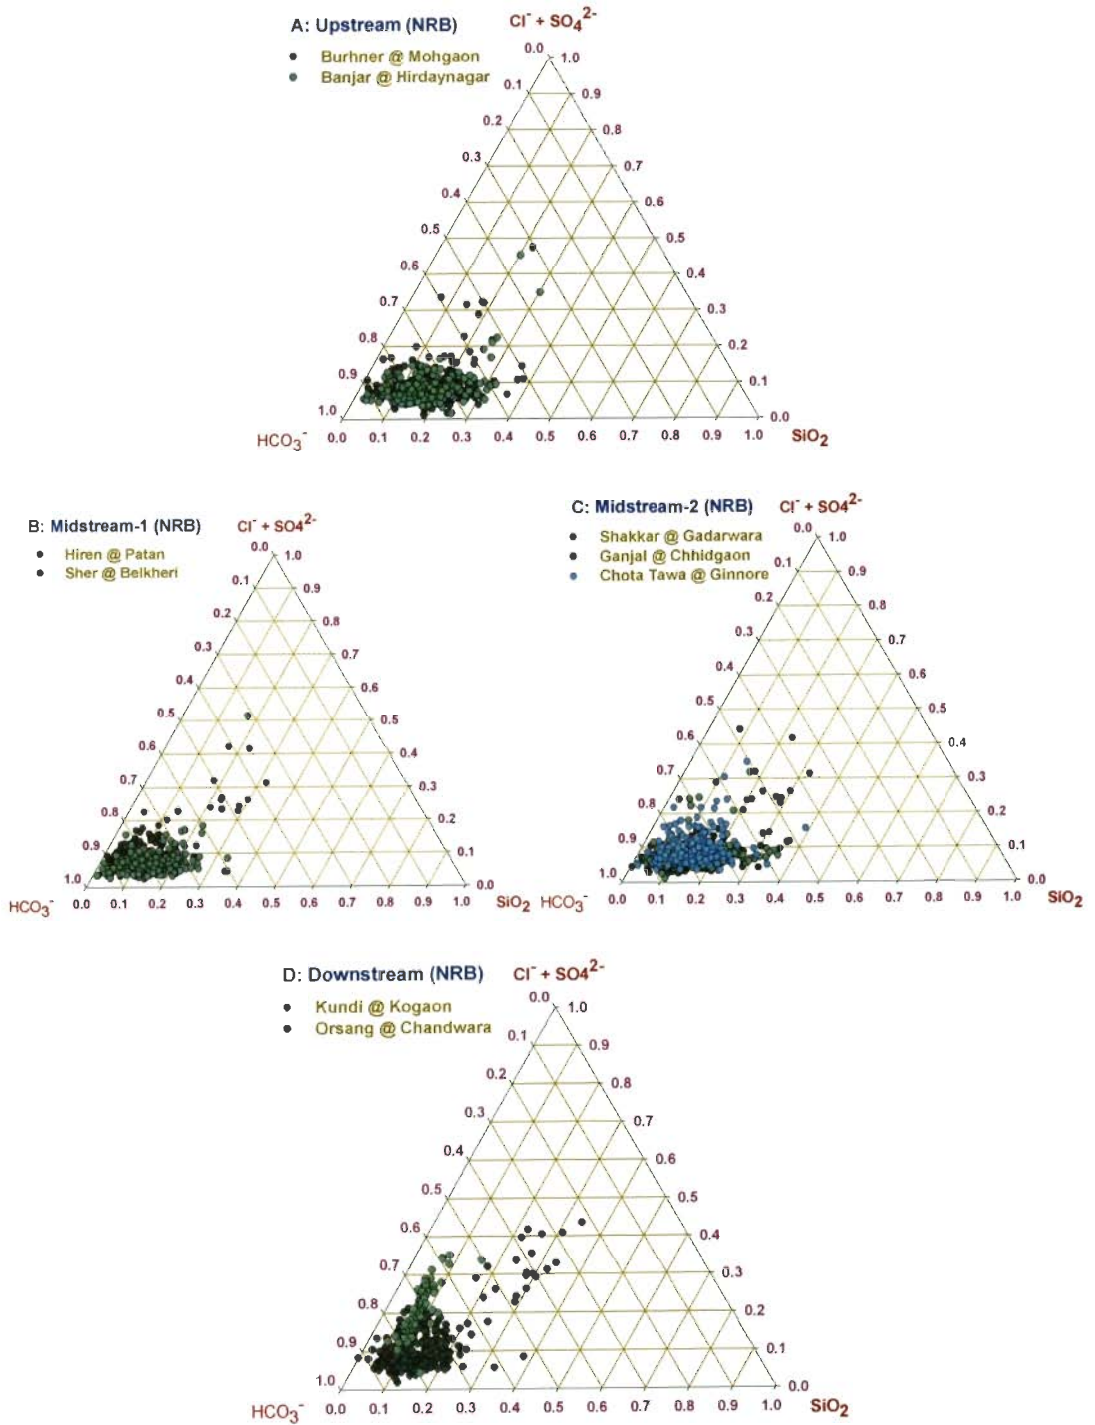 A: Upstream (NRB)
Cl⁻ + SO₄²⁻
Burhner @ Mohgaon
Banjar @ Hirdaynagar
0.0 1.0
0.1 0.9
0.2 0.8
0.3 0.7
0.4 0.6
0.5 0.5
0.6 0.4
0.7 0.3
0.8 0.2
0.9 0.1
1.0 0.0
HCO₃⁻ 0.0 0.1 0.2 0.3 0.4 0.5 0.6 0.7 0.8 0.9 1.0 SiO₂
B: Midstream-1 (NRB)
Cl⁻ + SO4²⁻
Hiren @ Patan
Sher @ Belkheri
0.0 1.0
0.1 0.9
0.2 0.8
0.3 0.7
0.4 0.6
0.5 0.5
0.6 0.4
0.7 0.3
0.8 0.2
0.9 0.1
1.0 0.0
HCO₃⁻ 0.0 0.1 0.2 0.3 0.4 0.5 0.6 0.7 0.8 0.9 1.0 SiO₂
C: Midstream-2 (NRB)
Cl⁻ + SO4²⁻
Shakkar @ Gadarwara
Ganjal @ Chhidgaon
Chota Tawa @ Ginnore
0.0 1.0
0.1 0.9
0.2 0.8
0.3 0.7
0.4 0.6
0.5
0.6 0.4
0.7 0.3
0.8 0.2
0.9 0.1
1.0 0.0
HCO₃⁻ 0.0 0.1 0.2 0.3 0.4 0.5 0.6 0.7 0.8 0.9 1.0 SiO₂
D: Downstream (NRB)
Cl⁻ + SO4²⁻
Kundi @ Kogaon
Orsang @ Chandwara
0.0 1.0
0.1 0.9
0.2 0.8
0.3 0.7
0.4 0.6
0.5 0.5
0.6 0.4
0.7 0.3
0.8 0.2
0.9 0.1
1.0 0.0
HCO₃⁻ 0.0 0.1 0.2 0.3 0.4 0.5 0.6 0.7 0.8 0.9 1.0 SiO₂